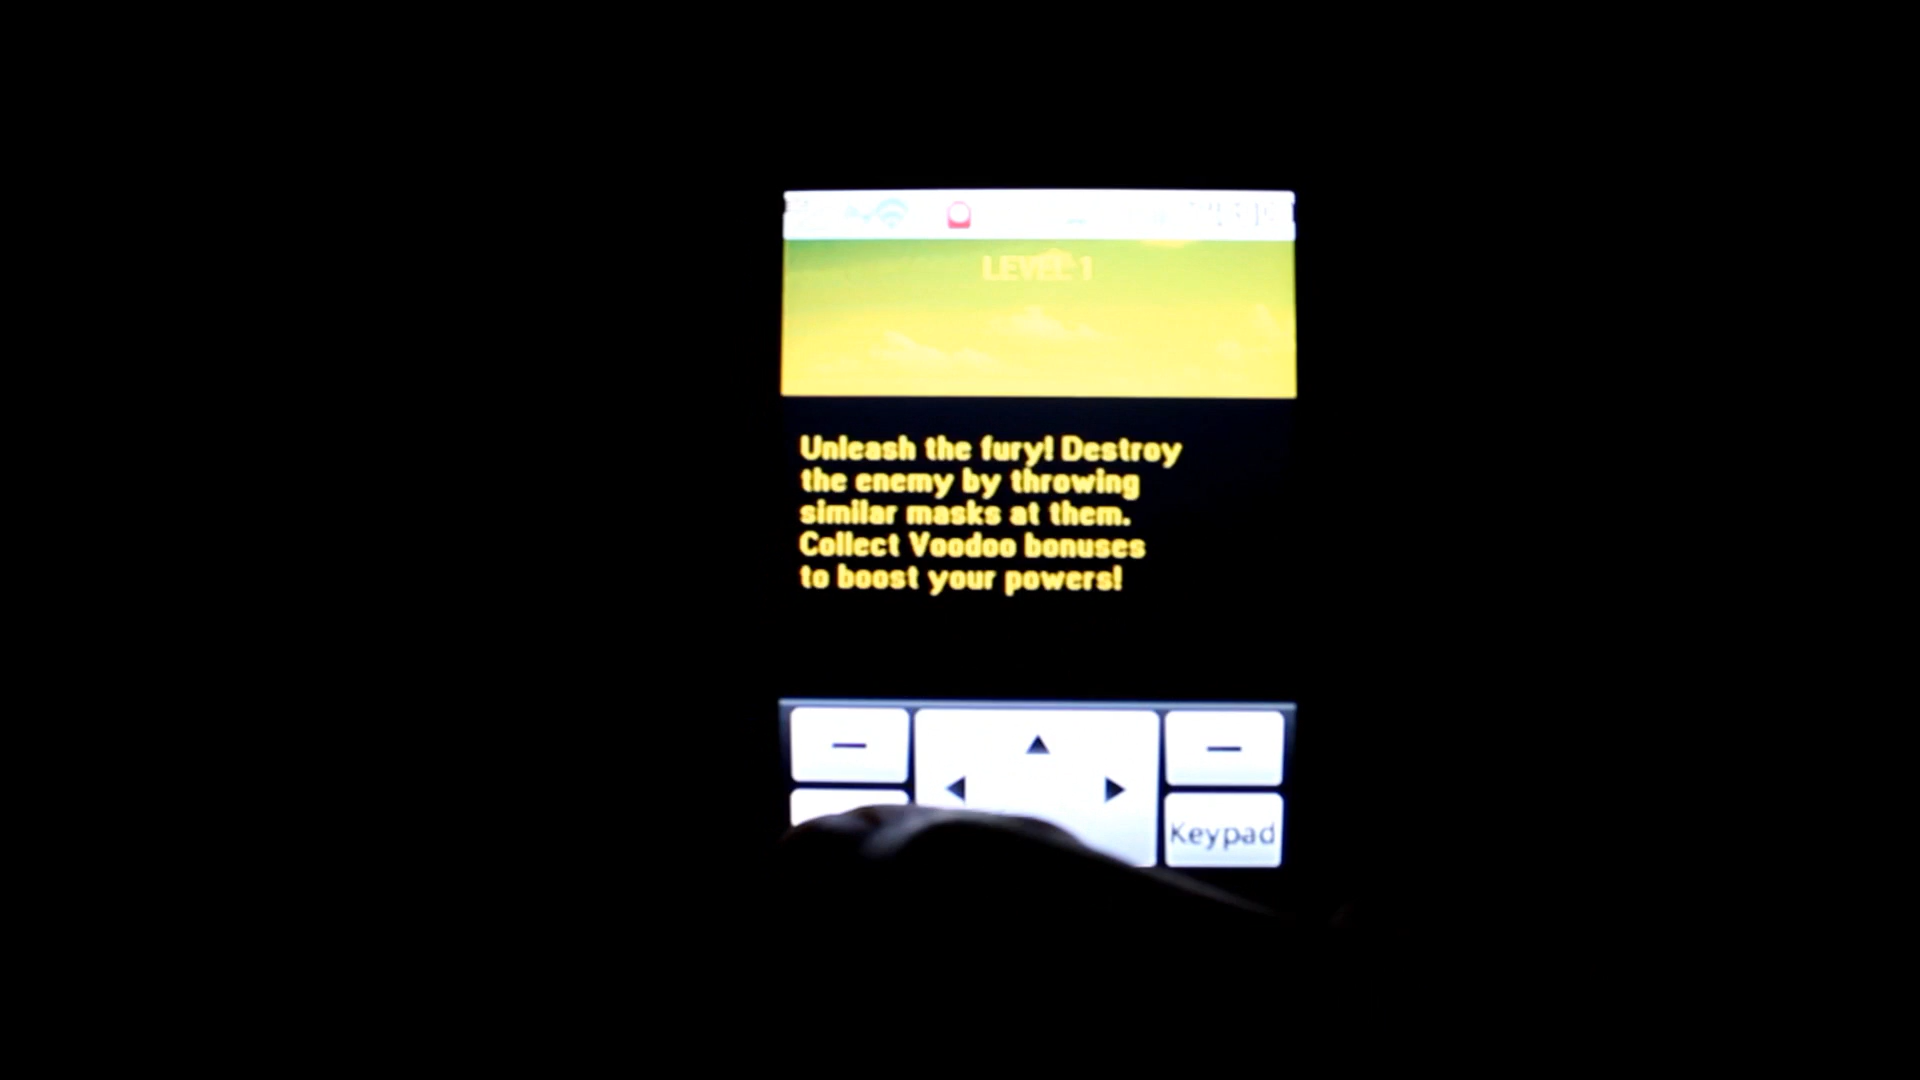 LEVEL 1
Unleash the fury! Destroy
the enemy by throwing
similar masks at them.
Collect Voodoo bonuses
to boost your powers!
Keypad